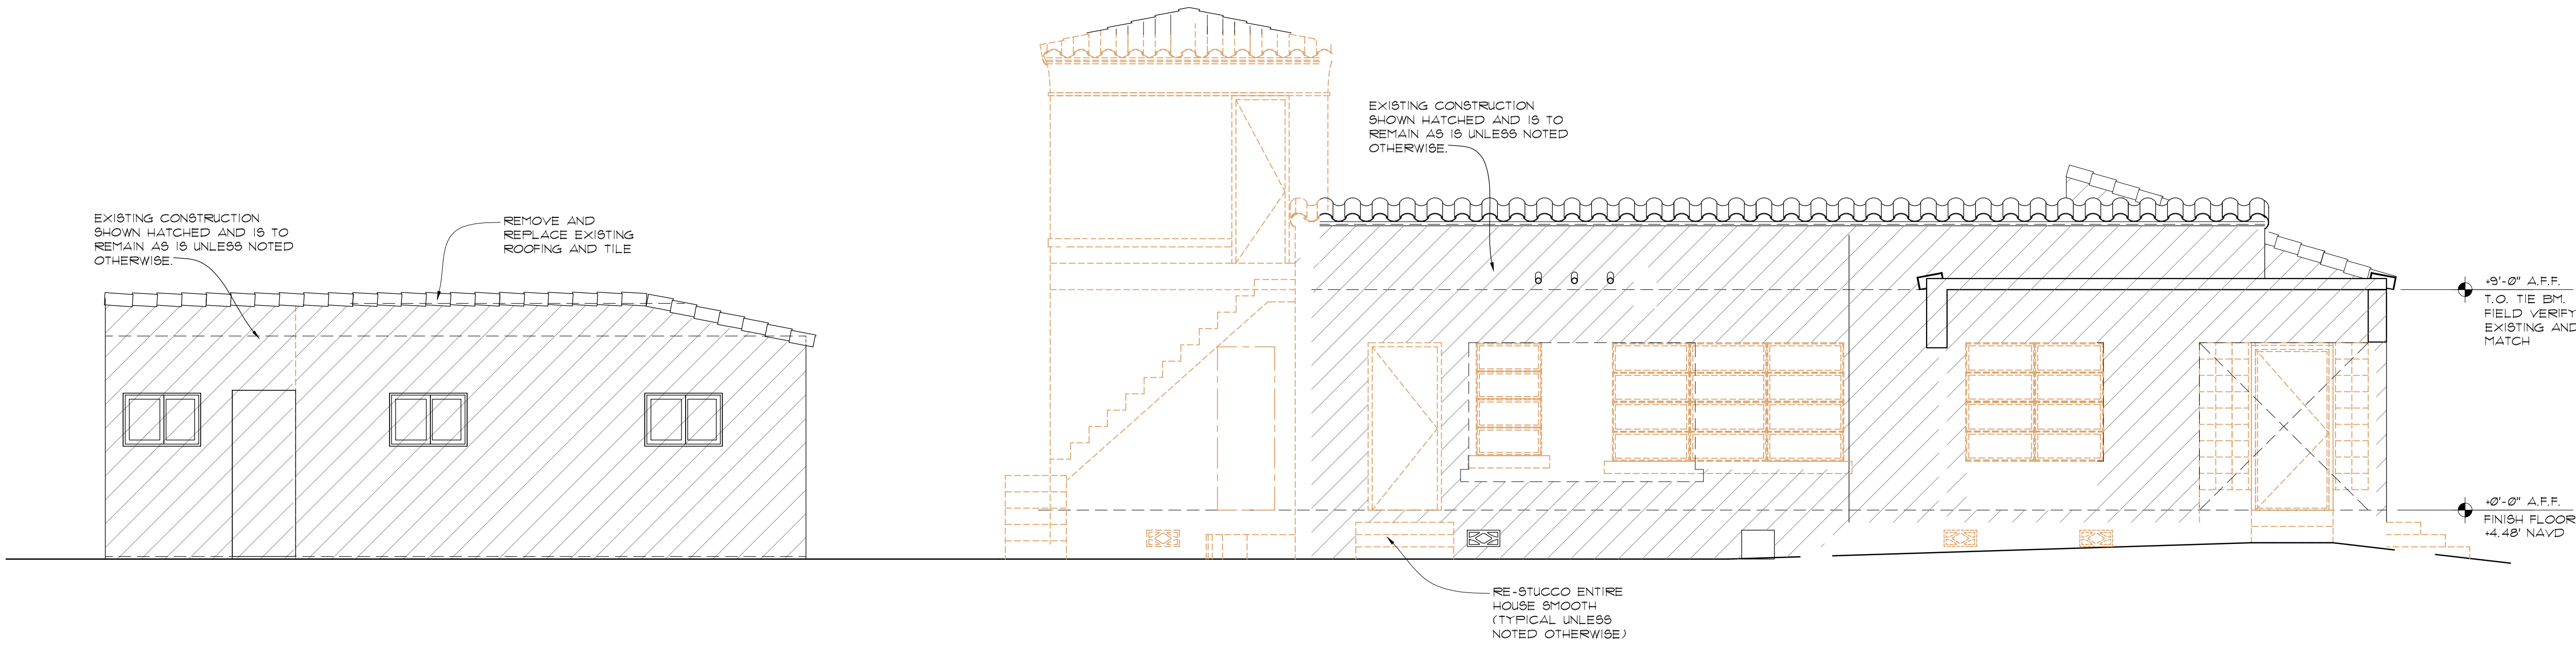 EXISTING CONSTRUCTION
SHOWN HATCHED AND IS TO
REMAIN AS IS UNLESS NOTED
OTHERWISE.
REMOVE AND
REPLACE EXISTING
ROOFING AND TILE
EXISTING CONSTRUCTION
SHOWN HATCHED AND IS TO
REMAIN AS IS UNLESS NOTED
OTHERWISE.
+9'-0" A.F.F.
T.O. TIE BM.
FIELD VERIFY
EXISTING AND
MATCH
+0'-0" A.F.F.
FINISH FLOOR
+4.48' NAVD
RE-STUCCO ENTIRE
HOUSE SMOOTH
(TYPICAL UNLESS
NOTED OTHERWISE)